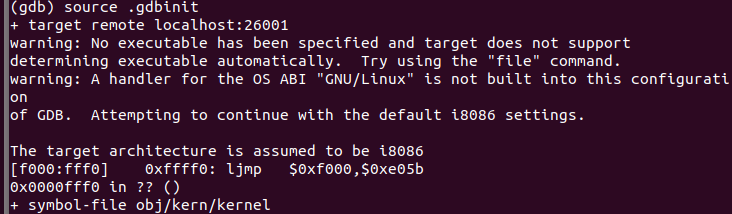 (gdb) source .gdbinit
+ target remote localhost:26001
warning: No executable has been specified and target does not support
determining executable automatically.  Try using the "file" command.
warning: A handler for the OS ABI "GNU/Linux" is not built into this configurati
on
of GDB.  Attempting to continue with the default i8086 settings.

The target architecture is assumed to be i8086
[f000:fff0]    0xffff0: ljmp   $0xf000,$0xe05b
0x0000fff0 in ?? ()
+ symbol-file obj/kern/kernel